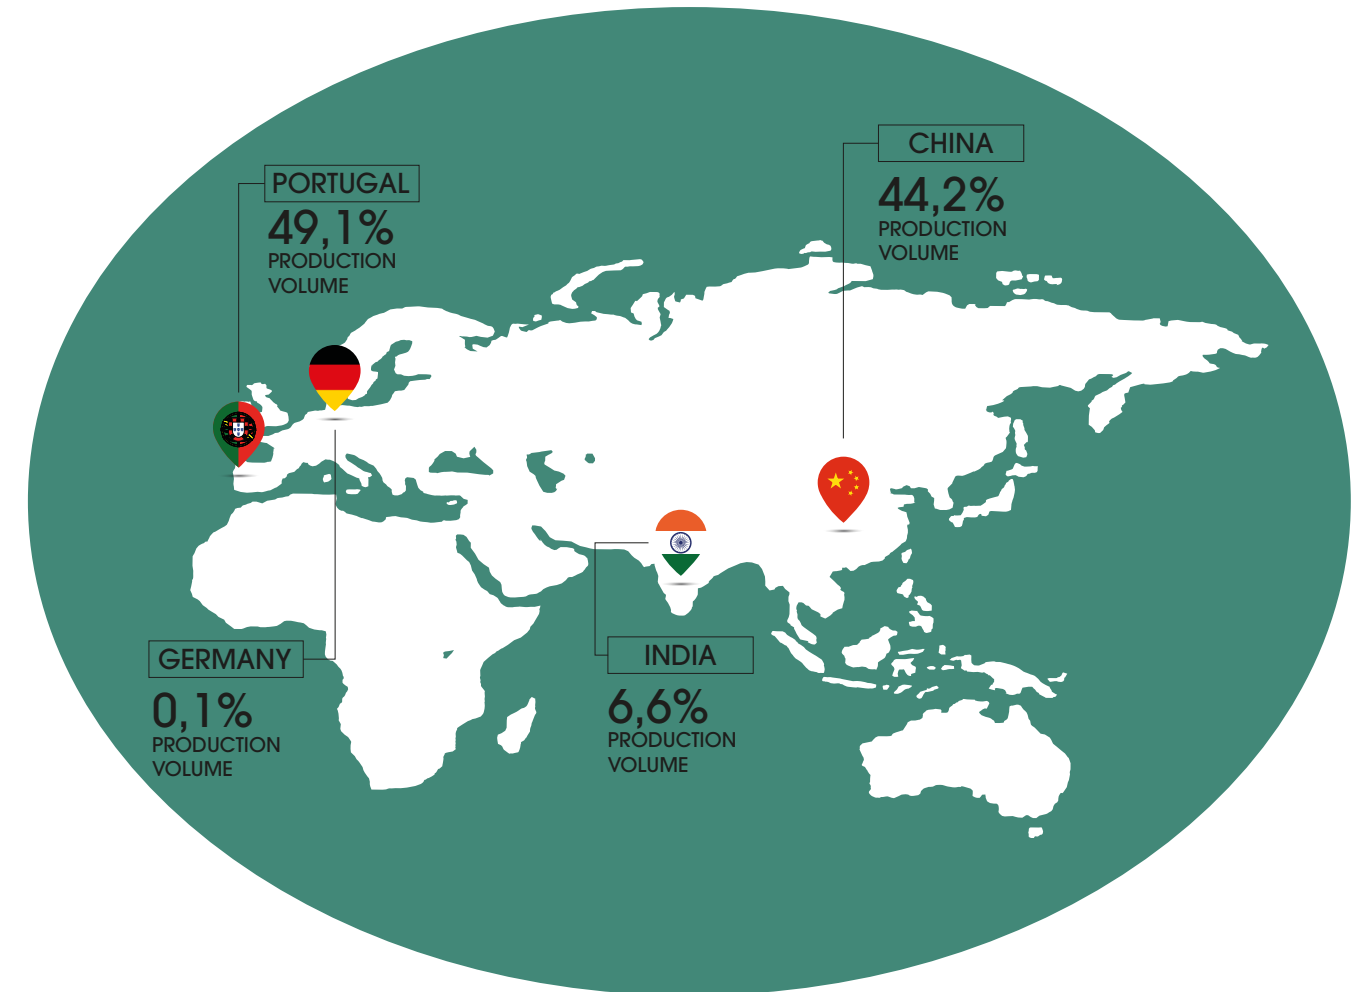 PORTUGAL
49,1%
PRODUCTION
VOLUME
CHINA
44,2%
PRODUCTION
VOLUME
GERMANY
0,1%
PRODUCTION
VOLUME
INDIA
6,6%
PRODUCTION
VOLUME